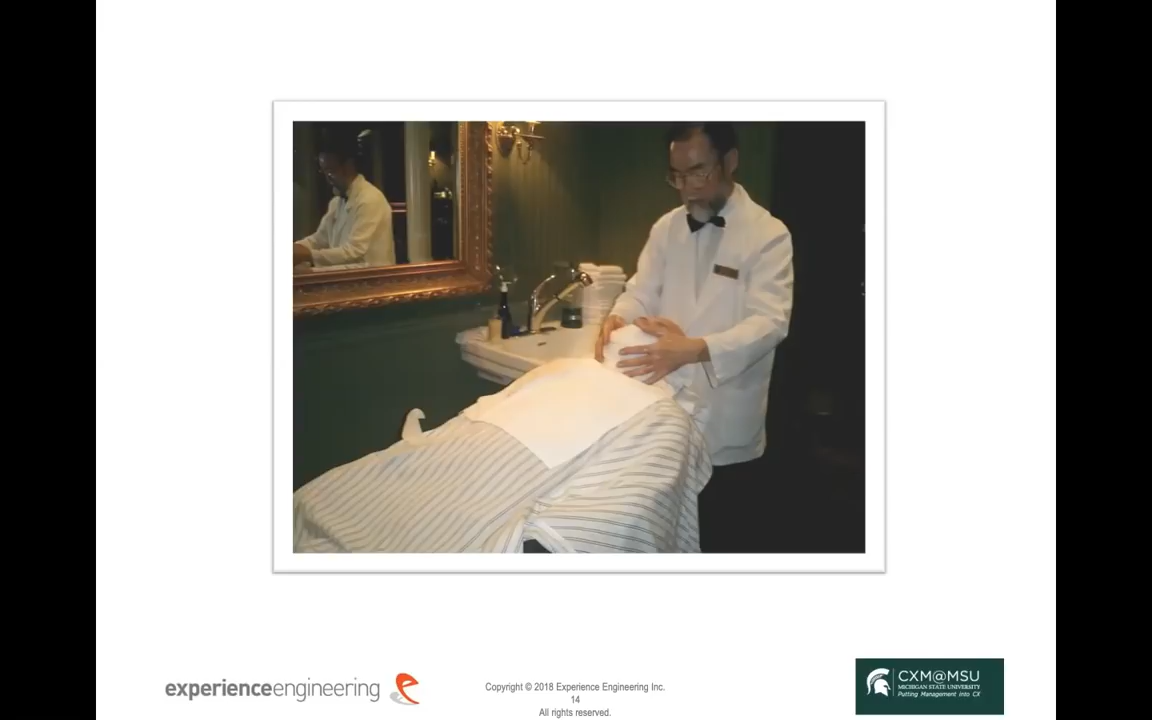 experienceengineering
Copyright © 2018 Experience Engineering Inc.
14
All rights reserved.
CXM@MSU
MICHIGAN STATE UNIVERSITY
Putting Management into CX